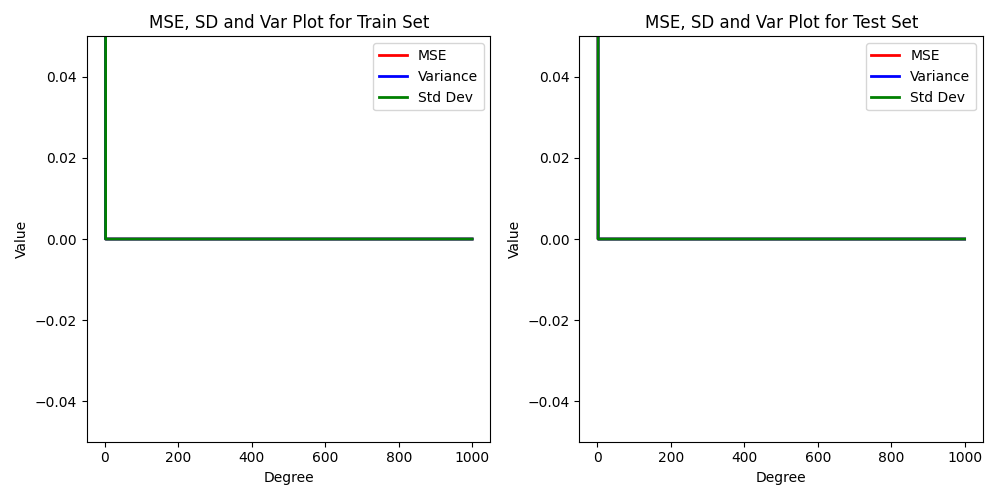 MSE, SD and Var Plot for Train Set
MSE
Variance
Std Dev
0.04
0.02
0.00
−0.02
−0.04
Value
0 200 400 600 800 1000
Degree
MSE, SD and Var Plot for Test Set
MSE
Variance
Std Dev
0.04
0.02
0.00
−0.02
−0.04
Value
0 200 400 600 800 1000
Degree